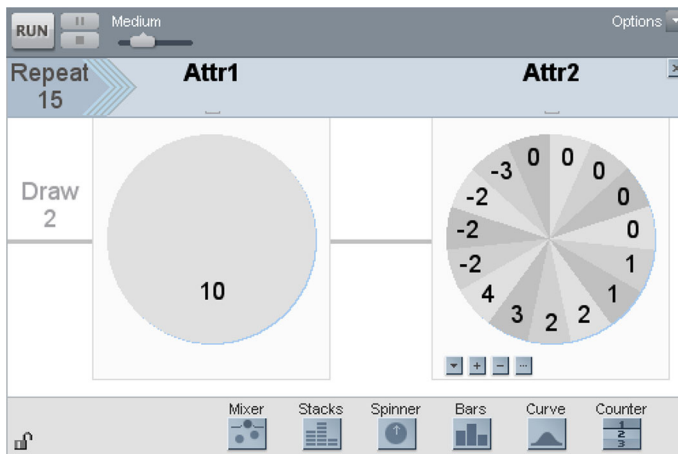 RUN
Medium
Options
Repeat
15
Attr1
Attr2
Draw
2
10
0
0
0
0
0
1
1
2
2
3
4
-2
-2
-2
-3
Mixer
Stacks
Spinner
Bars
Curve
Counter
1
2
3